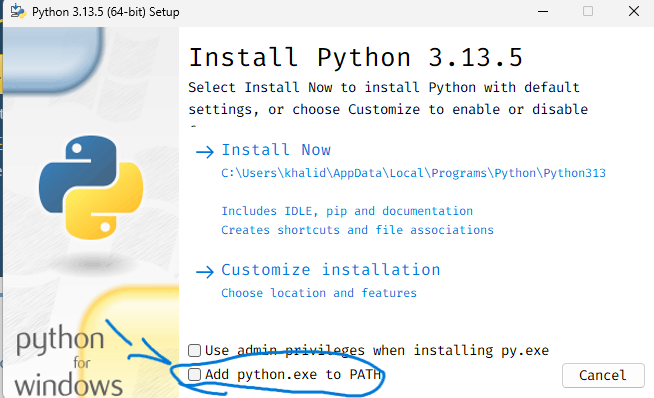 Python 3.13.5 (64-bit) Setup
Install Python 3.13.5
Select Install Now to install Python with default
settings, or choose Customize to enable or disable
Install Now
C:\Users\khalid\AppData\Local\Programs\Python\Python313
Includes IDLE, pip and documentation
Creates shortcuts and file associations
Customize installation
Choose location and features
python
for
windows
Use admin privileges when installing py.exe
Add python.exe to PATH
Cancel